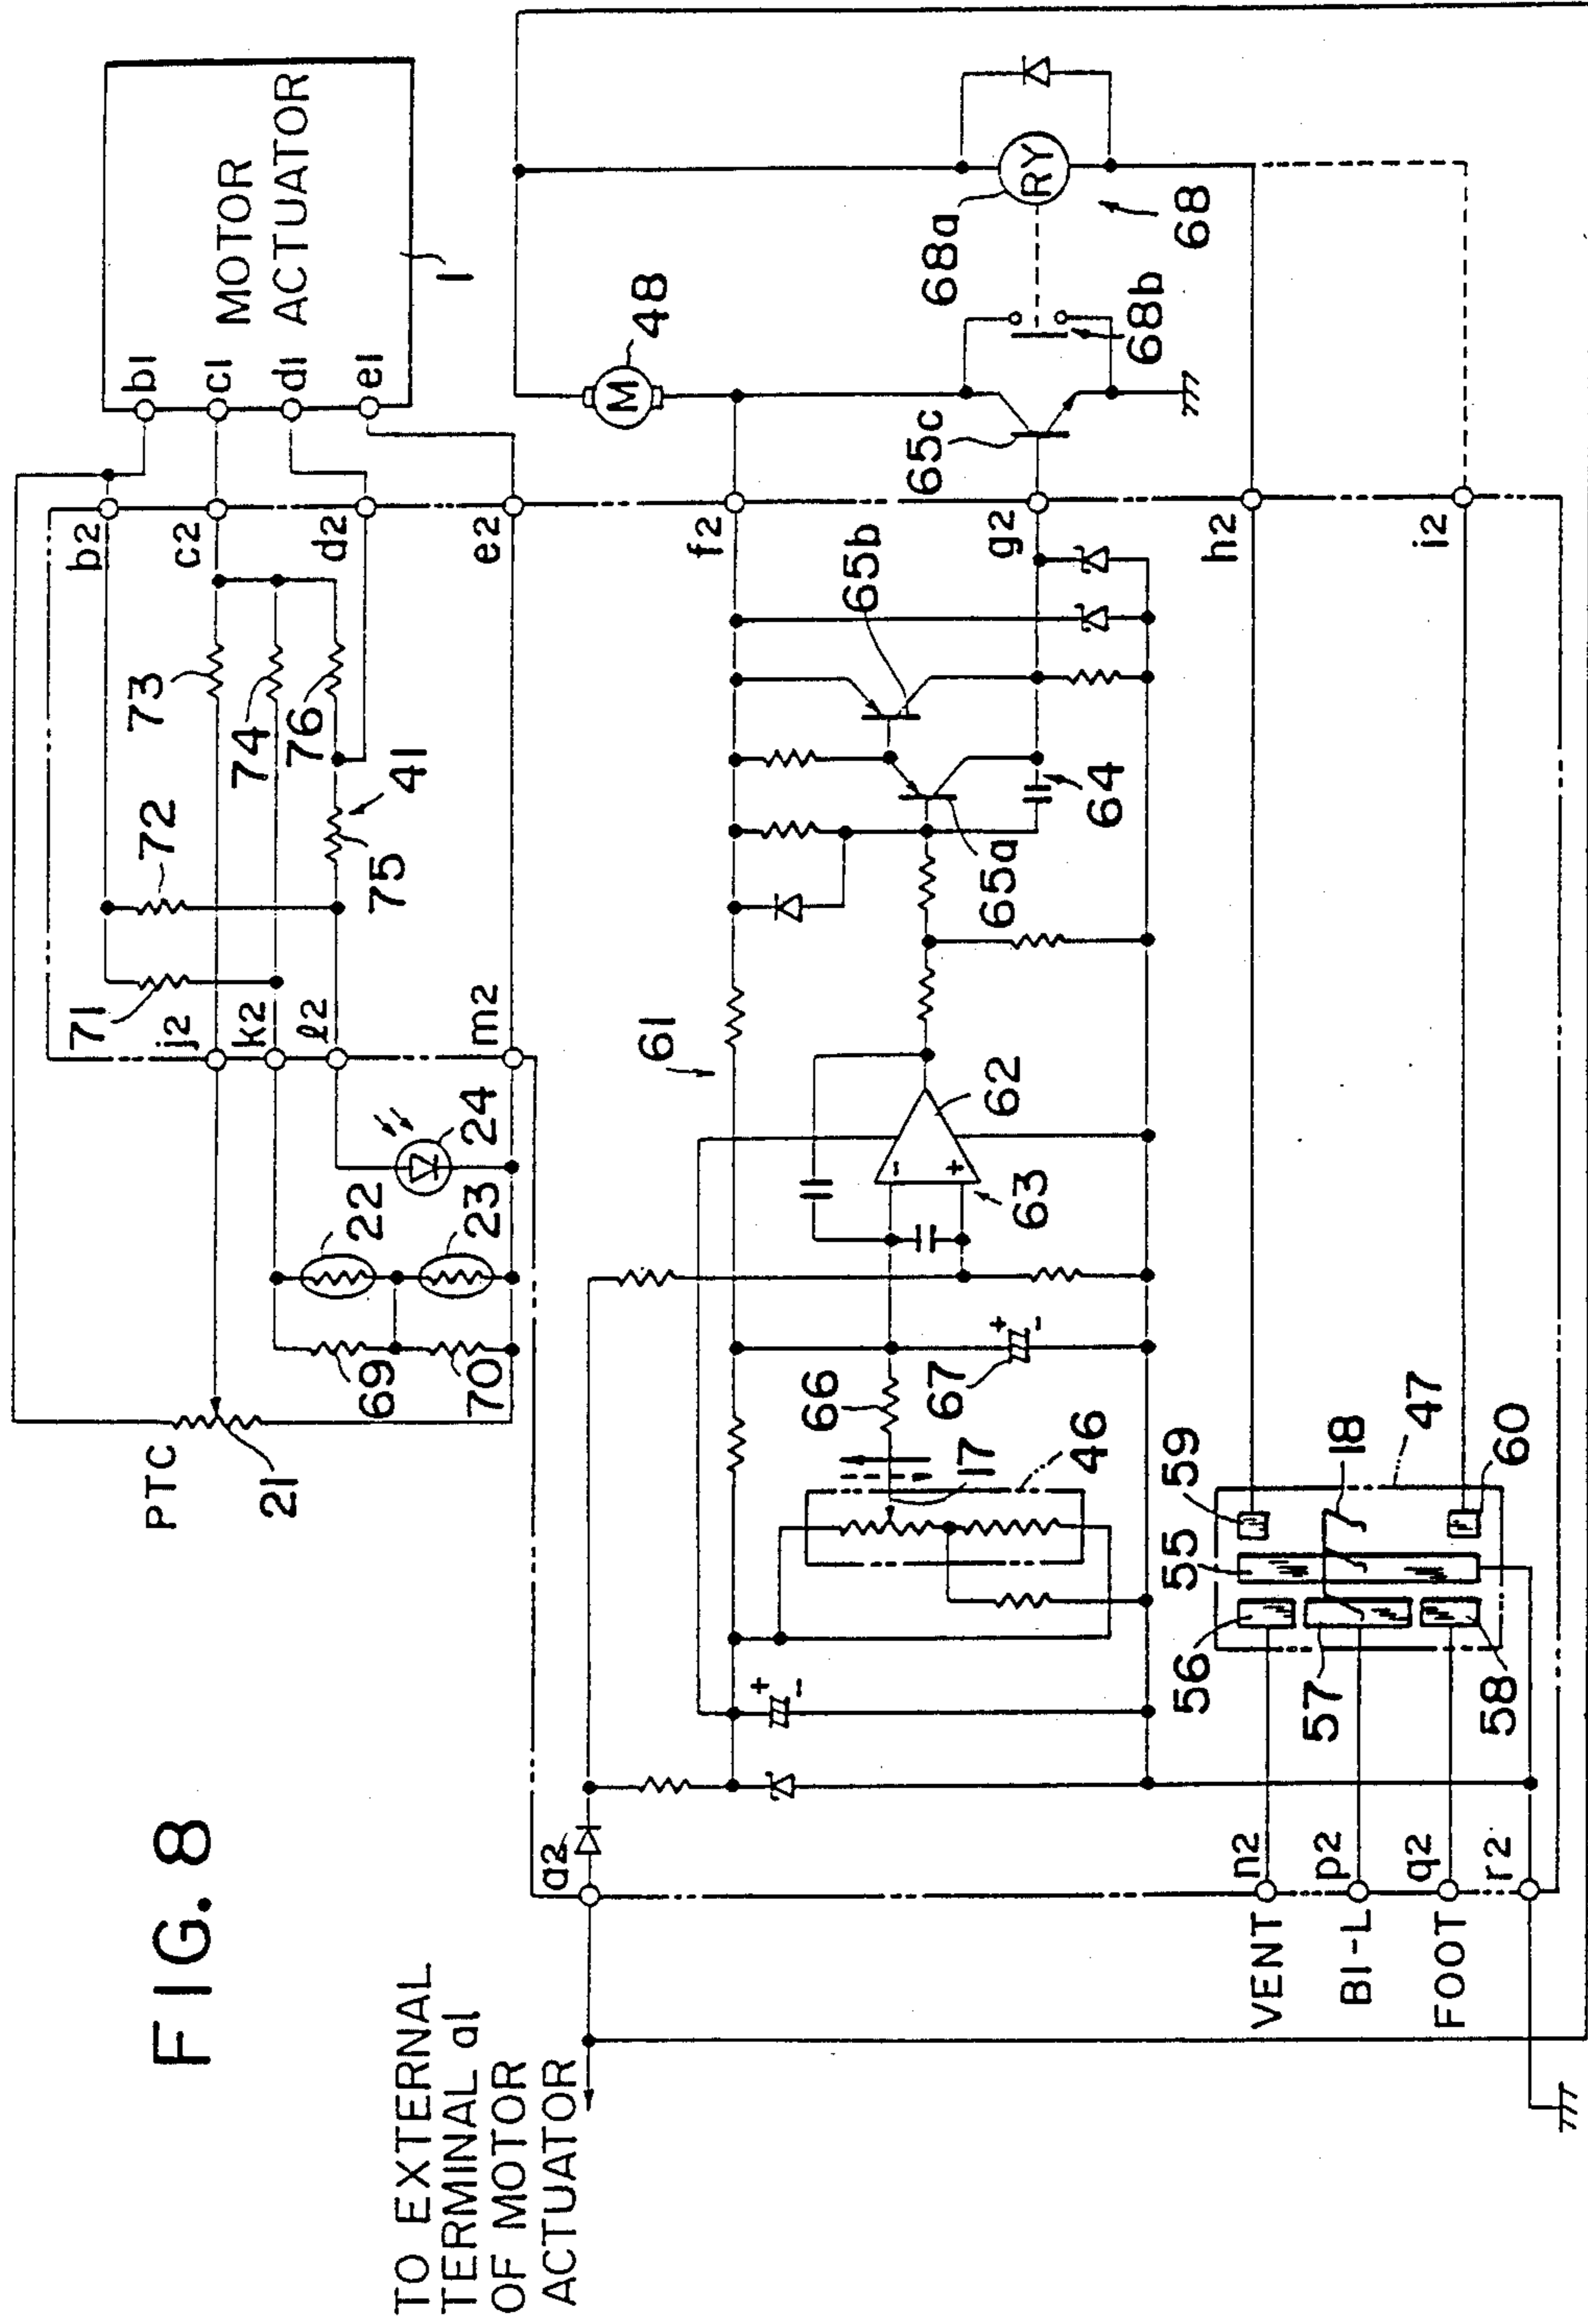 FIG. 8
TO EXTERNAL
TERMINAL a1
OF MOTOR
ACTUATOR
MOTOR
ACTUATOR
1
b1
c1
d1
e1
b2
c2
d2
e2
f2
g2
h2
i2
j2
k2
ℓ2
m2
a2
n2
p2
q2
r2
PTC
21
69
70
22
23
24
71
72
73
74
76
75
41
61
62
63
64
65a
65b
65c
66
67
17
46
+
-
+
-
-
+
M
48
RY
68a
68b
68
VENT
BI-L
FOOT
56
57
58
55
59
18
60
47